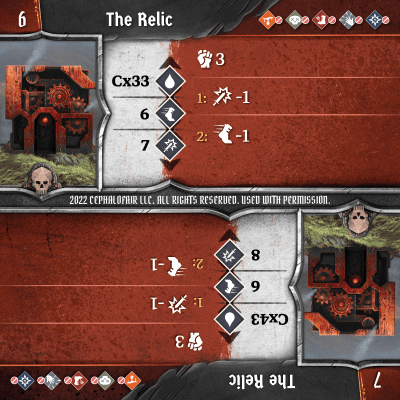 6
The Relic
Cx33
6
7
3
1: -1
2: -1
2022 CEPHALOFAIR LLC. ALL RIGHTS RESERVED. USED WITH PERMISSION.
7
The Relic
Cx43
6
8
3
1: -1
2: -1